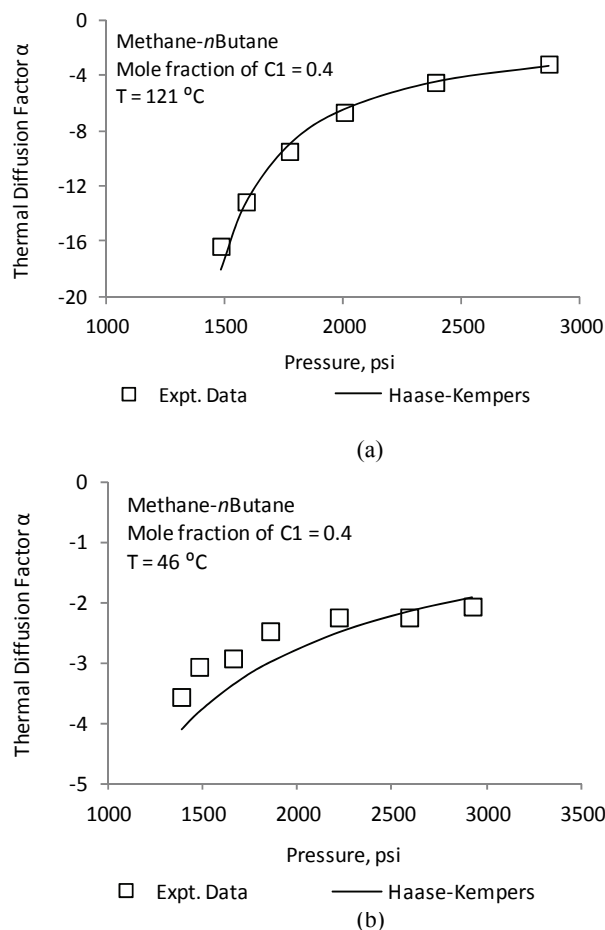 0
Methane-nButane
Mole fraction of C1 = 0.4
T = 121 ⁰C
-4
-8
-12
-16
-20
Thermal Diffusion Factor α
1000 1500 2000 2500 3000
Pressure, psi
Expt. Data Haase-Kempers
(a)
0
Methane-nButane
Mole fraction of C1 = 0.4
T = 46 ⁰C
-1
-2
-3
-4
-5
Thermal Diffusion Factor α
1000 1500 2000 2500 3000 3500
Pressure, psi
Expt. Data Haase-Kempers
(b)